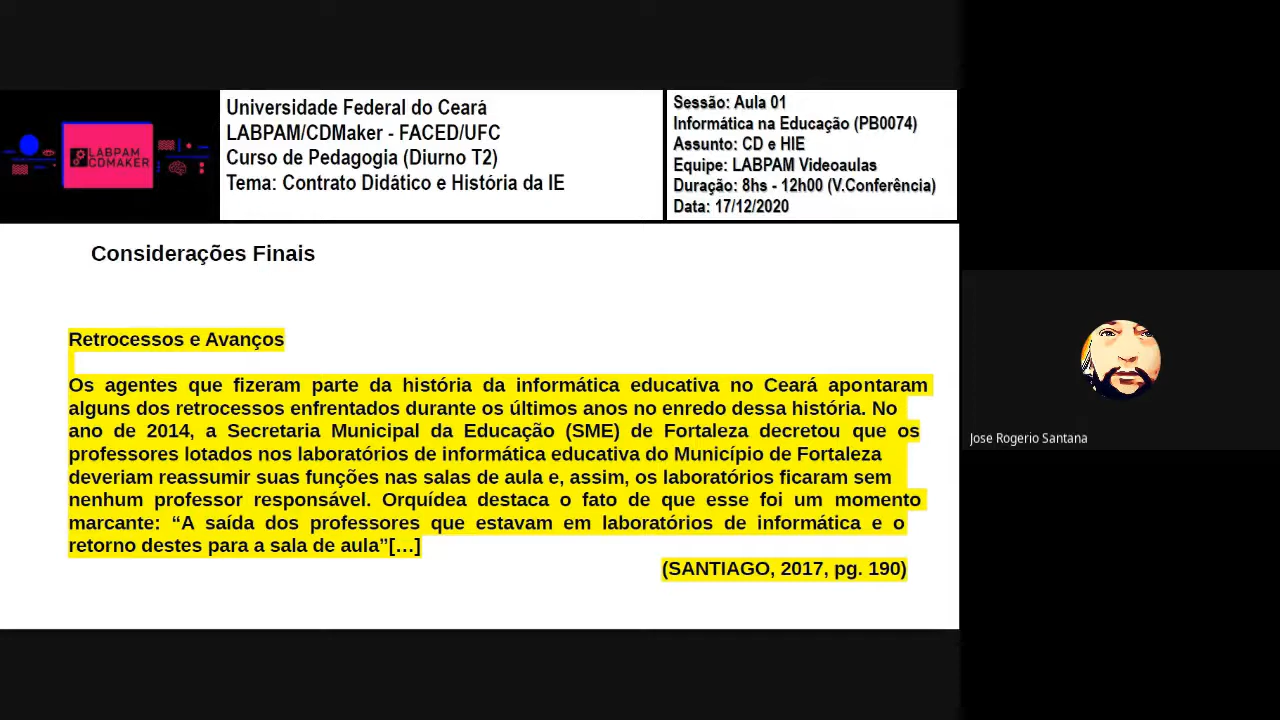 LABPAM
CDMAKER
Universidade Federal do Ceará
LABPAM/CDMaker - FACED/UFC
Curso de Pedagogia (Diurno T2)
Tema: Contrato Didático e História da IE
Sessão: Aula 01
Informática na Educação (PB0074)
Assunto: CD e HIE
Equipe: LABPAM Videoaulas
Duração: 8hs - 12h00 (V.Conferência)
Data: 17/12/2020
Considerações Finais
Retrocessos e Avanços
Os agentes que fizeram parte da história da informática educativa no Ceará apontaram
alguns dos retrocessos enfrentados durante os últimos anos no enredo dessa história. No
ano de 2014, a Secretaria Municipal da Educação (SME) de Fortaleza decretou que os
professores lotados nos laboratórios de informática educativa do Município de Fortaleza
deveriam reassumir suas funções nas salas de aula e, assim, os laboratórios ficaram sem
nenhum professor responsável. Orquídea destaca o fato de que esse foi um momento
marcante: “A saída dos professores que estavam em laboratórios de informática e o
retorno destes para a sala de aula”[…]
(SANTIAGO, 2017, pg. 190)
Jose Rogerio Santana